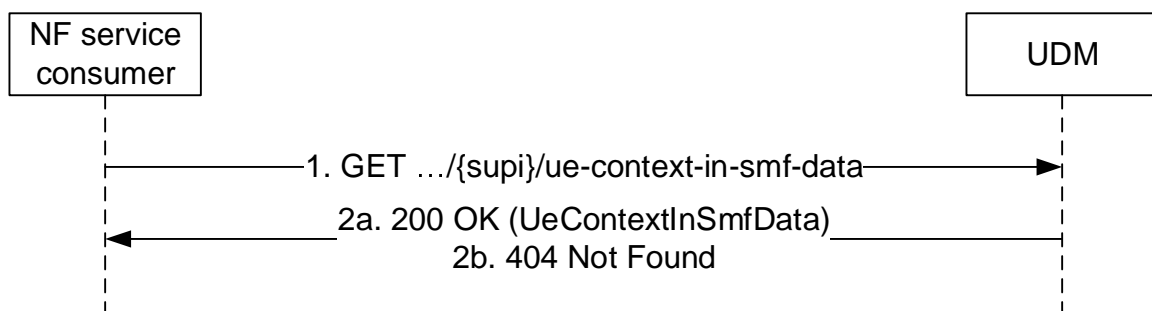 NF service
consumer
UDM
1. GET …/{supi}/ue-context-in-smf-data
2a. 200 OK (UeContextInSmfData)
2b. 404 Not Found